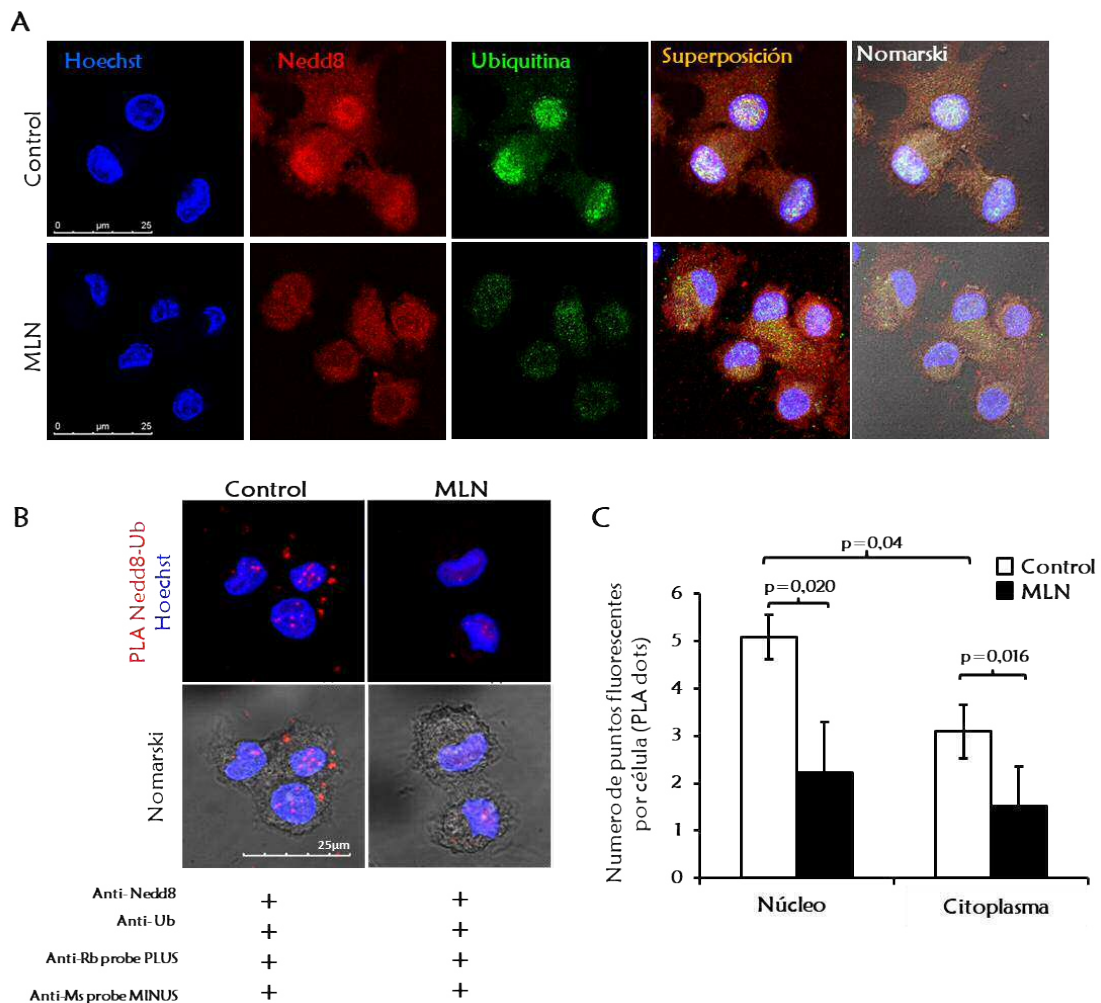 A
Hoechst
Nedd8
Ubiquitina
Superposición
Nomarski
Control
0 µm 25
MLN
0 µm 25
B
Control
MLN
PLA Nedd8-Ub
Hoechst
Nomarski
25µm
Anti-Nedd8 + +
Anti-Ub + +
Anti-Rb probe PLUS + +
Anti-Ms probe MINUS + +
C
p=0,04
Control
MLN
p=0,020
p=0,016
Numero de puntos fluorescentes
por célula (PLA dots)
6
5
4
3
2
1
0
Núcleo
Citoplasma